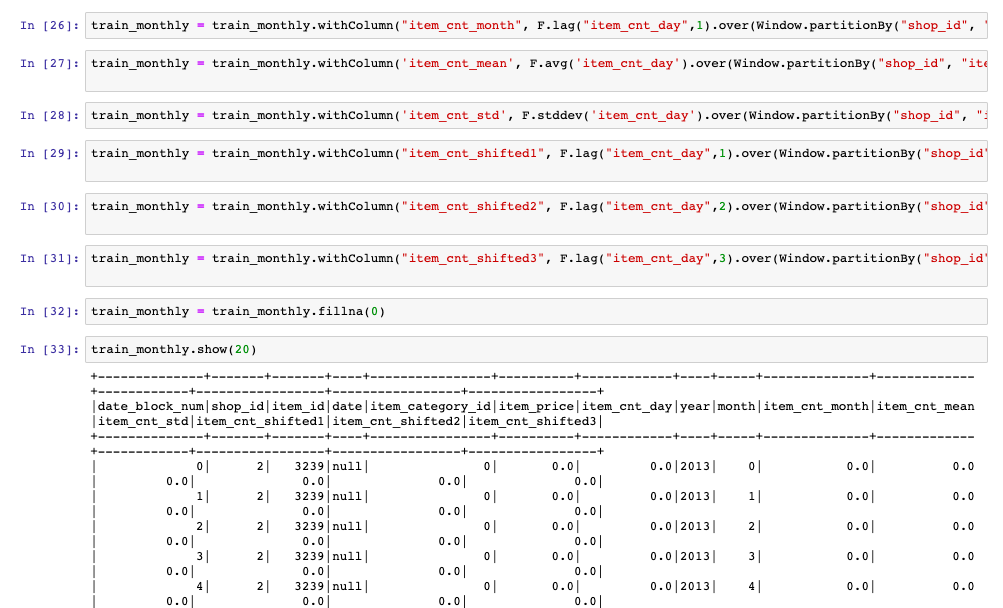 In [26]: train_monthly = train_monthly.withColumn("item_cnt_month", F.lag("item_cnt_day",1).over(Window.partitionBy("shop_id", "
In [27]: train_monthly = train_monthly.withColumn('item_cnt_mean', F.avg('item_cnt_day').over(Window.partitionBy("shop_id", "ite
In [28]: train_monthly = train_monthly.withColumn('item_cnt_std', F.stddev('item_cnt_day').over(Window.partitionBy("shop_id", "i
In [29]: train_monthly = train_monthly.withColumn("item_cnt_shifted1", F.lag("item_cnt_day",1).over(Window.partitionBy("shop_id"
In [30]: train_monthly = train_monthly.withColumn("item_cnt_shifted2", F.lag("item_cnt_day",2).over(Window.partitionBy("shop_id"
In [31]: train_monthly = train_monthly.withColumn("item_cnt_shifted3", F.lag("item_cnt_day",3).over(Window.partitionBy("shop_id"
In [32]: train_monthly = train_monthly.fillna(0)
In [33]: train_monthly.show(20)
+--------------+-------+-------+----+----------------+----------+------------+----+-----+--------------+-------------
+------------+-----------------+-----------------+-----------------+
|date_block_num|shop_id|item_id|date|item_category_id|item_price|item_cnt_day|year|month|item_cnt_month|item_cnt_mean
|item_cnt_std|item_cnt_shifted1|item_cnt_shifted2|item_cnt_shifted3|
+--------------+-------+-------+----+----------------+----------+------------+----+-----+--------------+-------------
+------------+-----------------+-----------------+-----------------+
|             0|      2|   3239|null|               0|       0.0|         0.0|2013|    0|           0.0|          0.0
|         0.0|              0.0|              0.0|              0.0|
|             1|      2|   3239|null|               0|       0.0|         0.0|2013|    1|           0.0|          0.0
|         0.0|              0.0|              0.0|              0.0|
|             2|      2|   3239|null|               0|       0.0|         0.0|2013|    2|           0.0|          0.0
|         0.0|              0.0|              0.0|              0.0|
|             3|      2|   3239|null|               0|       0.0|         0.0|2013|    3|           0.0|          0.0
|         0.0|              0.0|              0.0|              0.0|
|             4|      2|   3239|null|               0|       0.0|         0.0|2013|    4|           0.0|          0.0
|         0.0|              0.0|              0.0|              0.0|